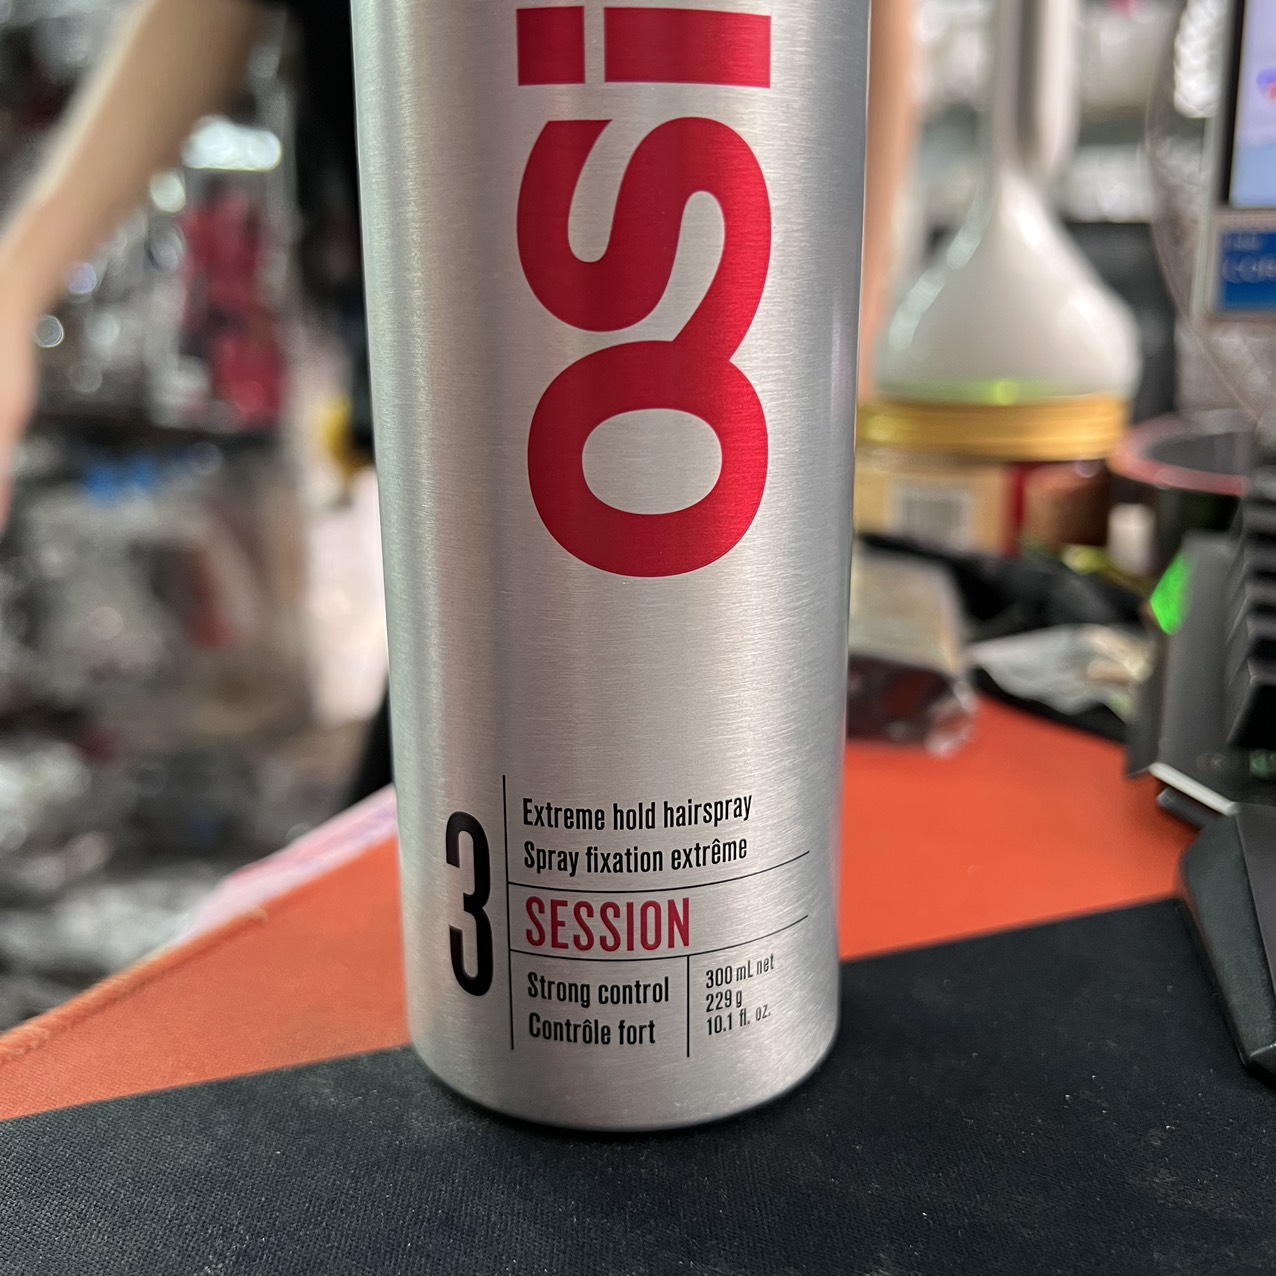 OSi
3
Extreme hold hairspray
Spray fixation extrême
SESSION
Strong control
Contrôle fort
300 mL net
229 g
10.1 fl. oz.